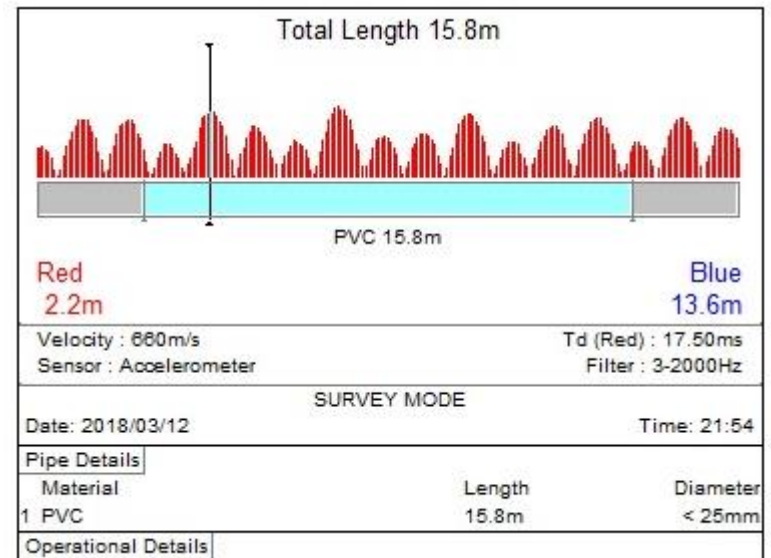 Total Length 15.8m
PVC 15.8m
Red Blue
2.2m 13.6m
Velocity : 660m/s Td (Red) : 17.50ms
Sensor : Accelerometer Filter : 3-2000Hz
SURVEY MODE
Date: 2018/03/12 Time: 21:54
Pipe Details
Material Length Diameter
1 PVC 15.8m < 25mm
Operational Details